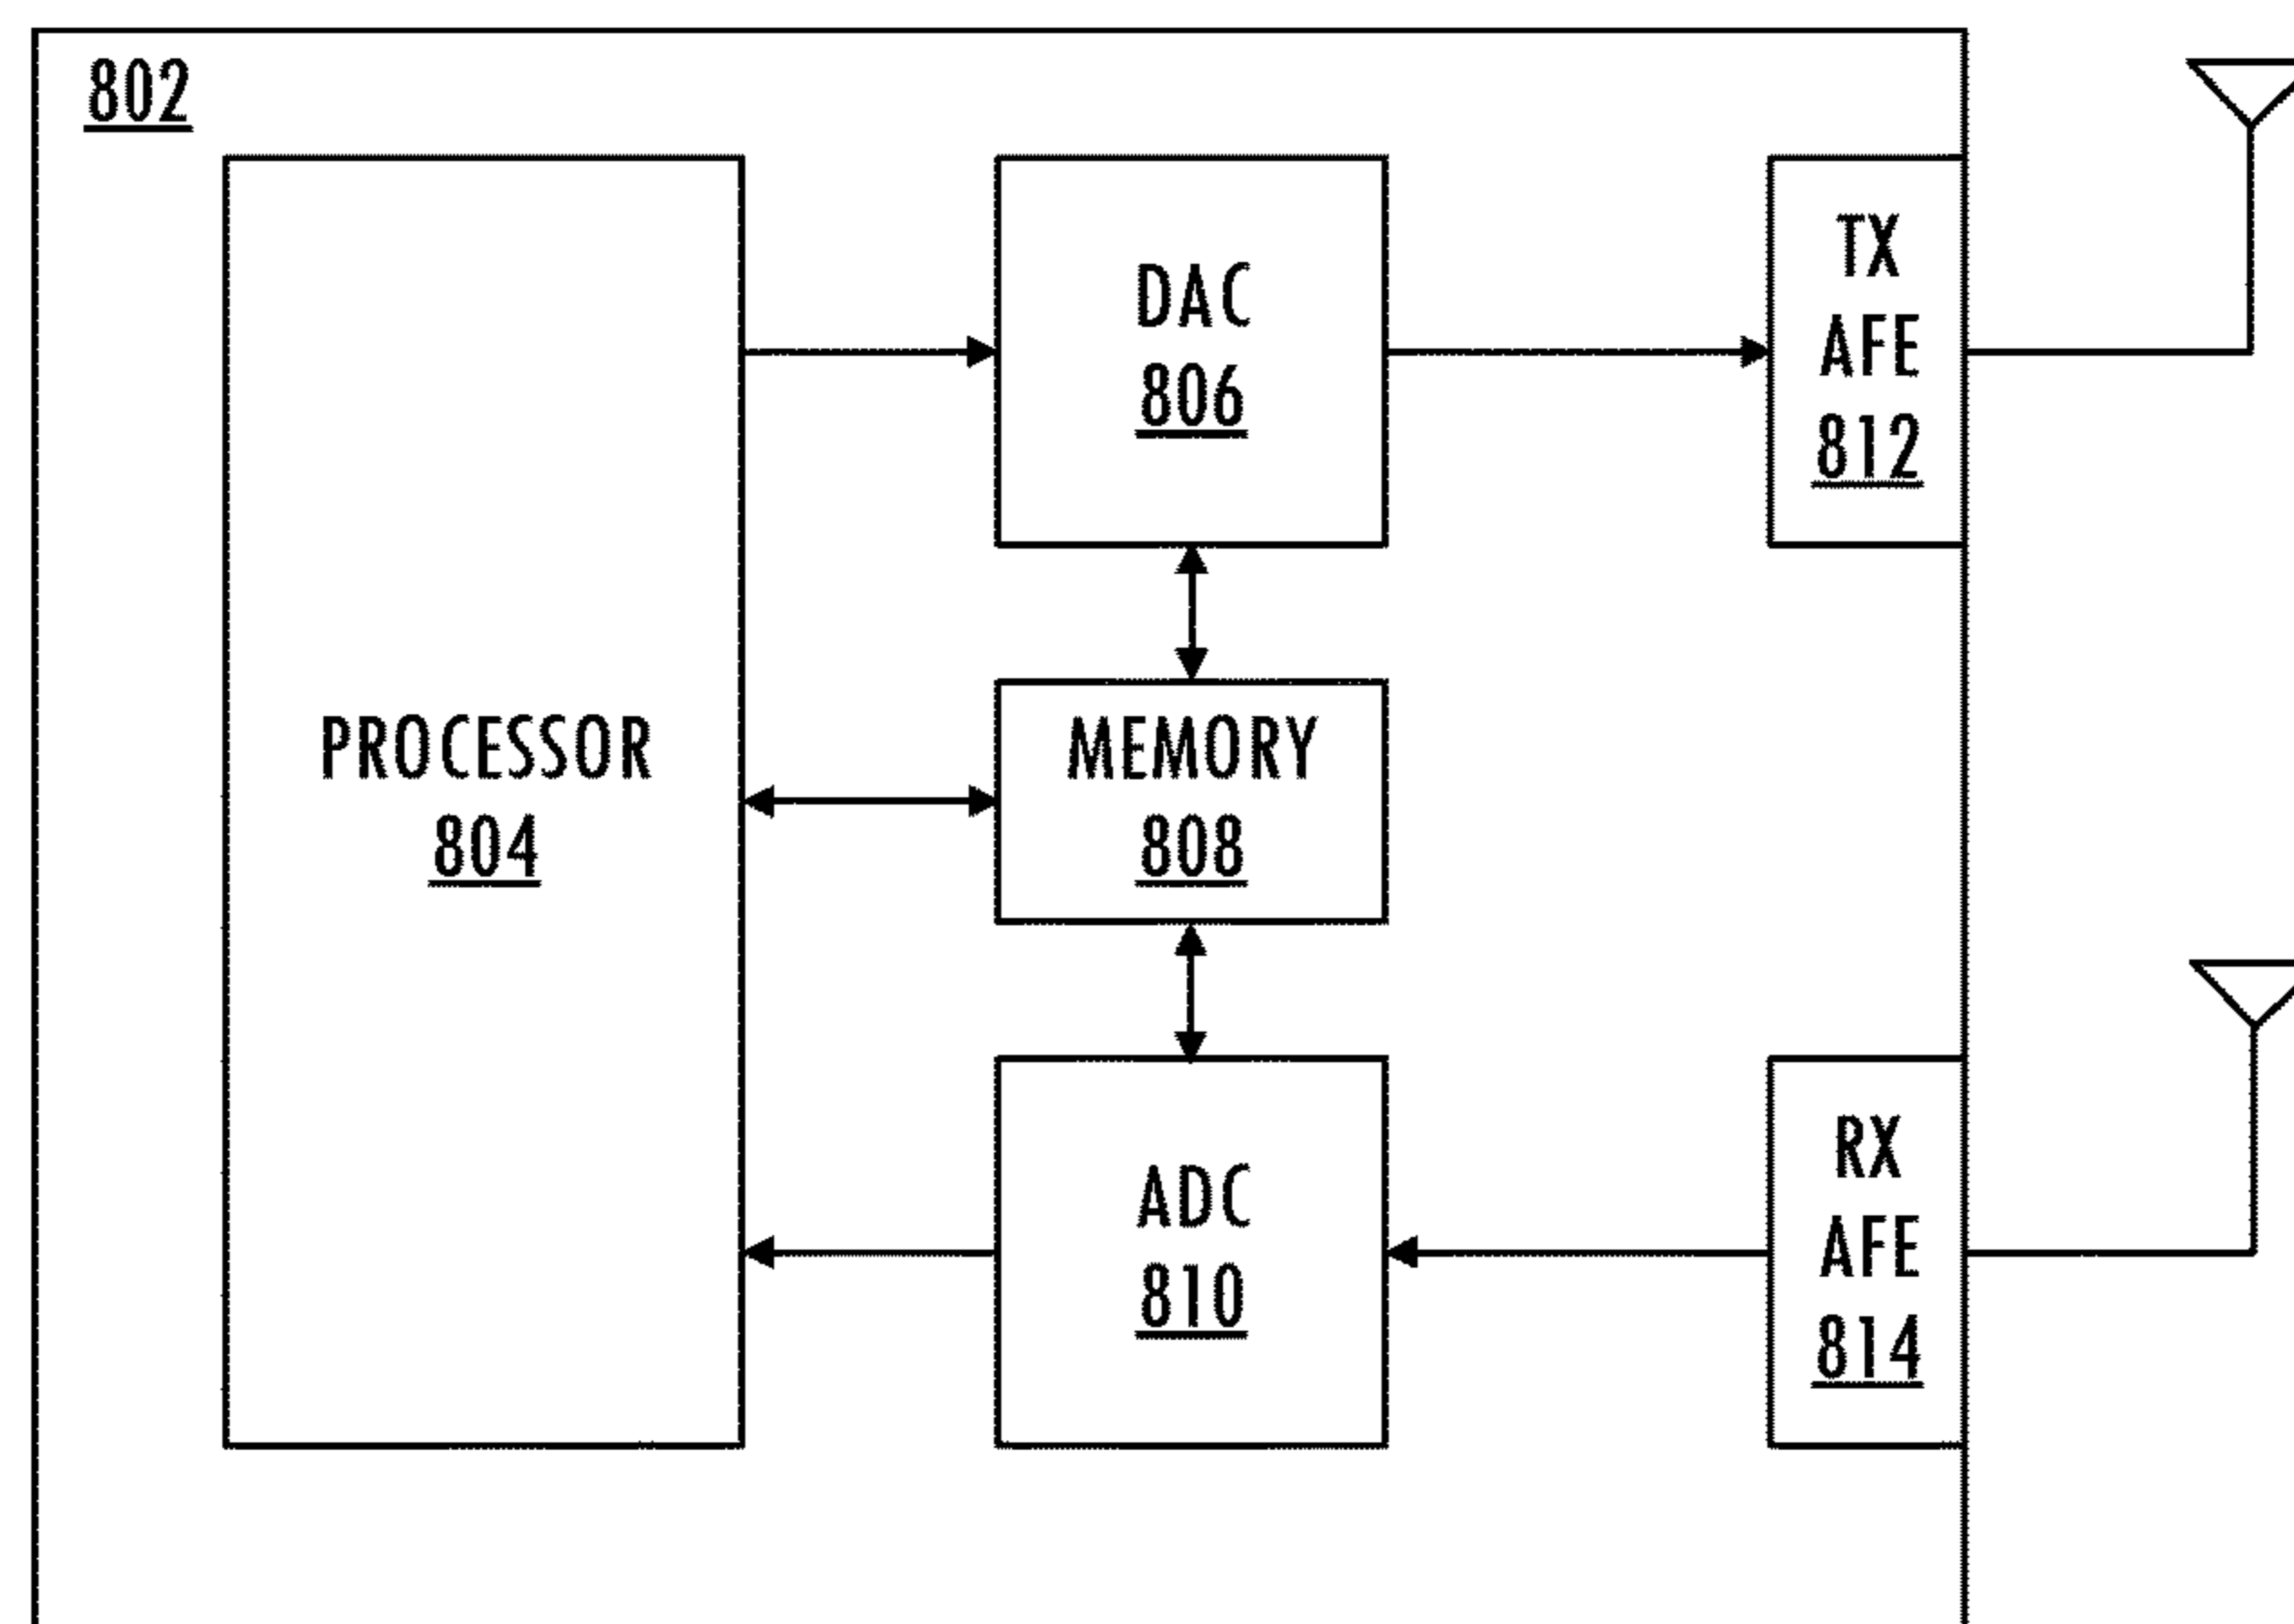 802
PROCESSOR
804
DAC
806
MEMORY
808
ADC
810
TX
AFE
812
RX
AFE
814